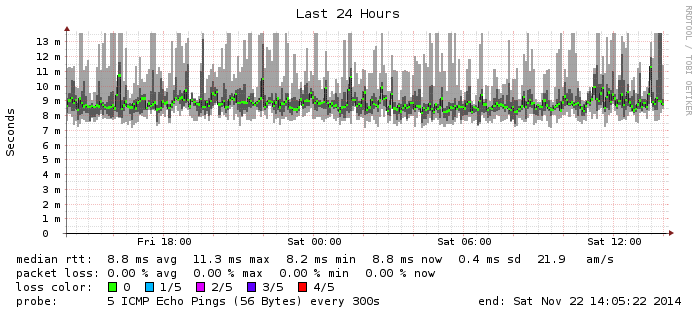 Last 24 Hours
RRDTOOL / TOBI OETIKER
Seconds
13 m
12 m
11 m
10 m
9 m
8 m
7 m
6 m
5 m
4 m
3 m
2 m
1 m
0
Fri 18:00 Sat 00:00 Sat 06:00 Sat 12:00
median rtt: 8.8 ms avg 11.3 ms max 8.2 ms min 8.8 ms now 0.4 ms sd 21.9 am/s
packet loss: 0.00 % avg 0.00 % max 0.00 % min 0.00 % now
loss color: 0 1/5 2/5 3/5 4/5
probe: 5 ICMP Echo Pings (56 Bytes) every 300s end: Sat Nov 22 14:05:22 2014